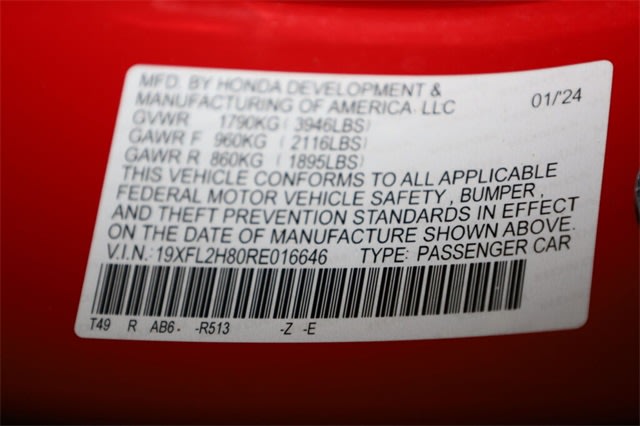 MFD. BY HONDA DEVELOPMENT &
MANUFACTURING OF AMERICA. LLC 01/'24
GVWR 1790KG ( 3946LBS)
GAWR F 960KG ( 2116LBS)
GAWR R 860KG ( 1895LBS)
THIS VEHICLE CONFORMS TO ALL APPLICABLE
FEDERAL MOTOR VEHICLE SAFETY, BUMPER,
AND THEFT PREVENTION STANDARDS IN EFFECT
ON THE DATE OF MANUFACTURE SHOWN ABOVE.
V.I.N.: 19XFL2H80RE016646 TYPE: PASSENGER CAR
T49 R AB6- -R513 -Z -E